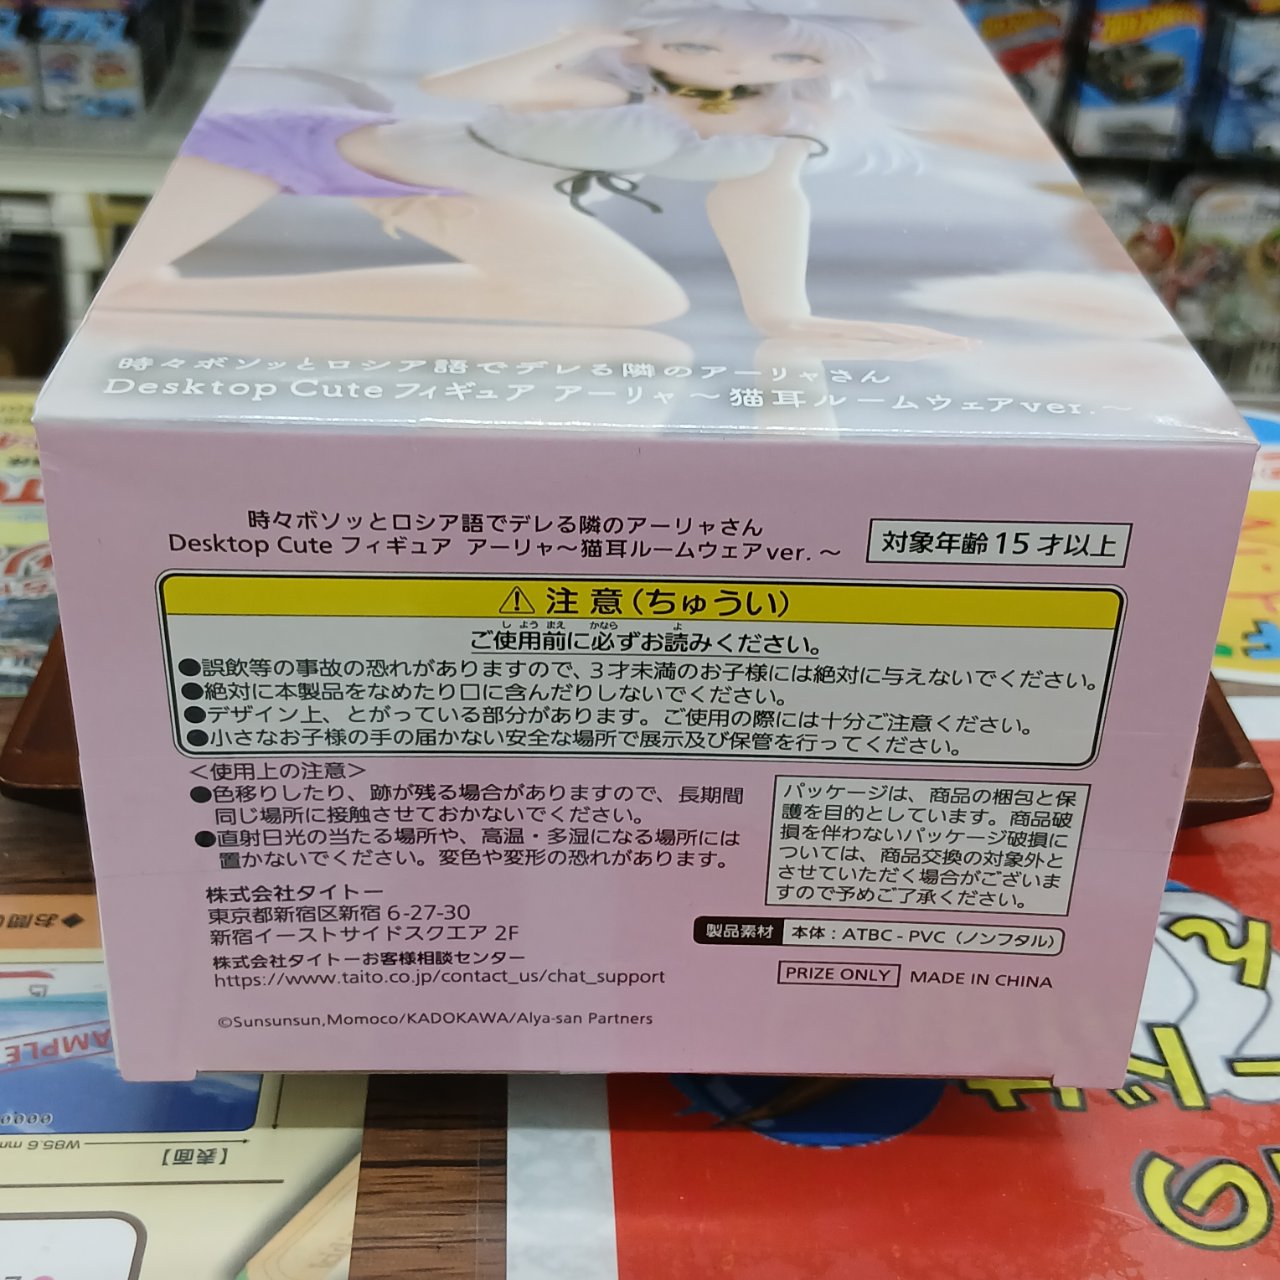 時々ボソッとロシア語でデレる隣のアーリャさん
Desktop Cute フィギュア アーリャ～猫耳ルームウェアver.～
時々ボソッとロシア語でデレる隣のアーリャさん
Desktop Cute フィギュア アーリャ～猫耳ルームウェアver.～
対象年齢15才以上
⚠ 注意(ちゅうい)
ご使用前に必ずお読みください。
●誤飲等の事故の恐れがありますので、3才未満のお子様には絶対に与えないでください。
●絶対に本製品をなめたり口に含んだりしないでください。
●デザイン上、とがっている部分があります。ご使用の際には十分ご注意ください。
●小さなお子様の手の届かない安全な場所で展示及び保管を行ってください。
＜使用上の注意＞
●色移りしたり、跡が残る場合がありますので、長期間
同じ場所に接触させておかないでください。
●直射日光の当たる場所や、高温・多湿になる場所には
置かないでください。変色や変形の恐れがあります。
パッケージは、商品の梱包と保
護を目的としています。商品破
損を伴わないパッケージ破損に
ついては、商品交換の対象外と
させていただく場合がございま
すので予めご了承ください。
株式会社タイトー
東京都新宿区新宿 6-27-30
新宿イーストサイドスクエア 2F
株式会社タイトーお客様相談センター
https://www.taito.co.jp/contact_us/chat_support
製品素材 本体：ATBC-PVC（ノンフタル）
PRIZE ONLY MADE IN CHINA
©Sunsunsun,Momoco/KADOKAWA/Alya-san Partners
【表面】